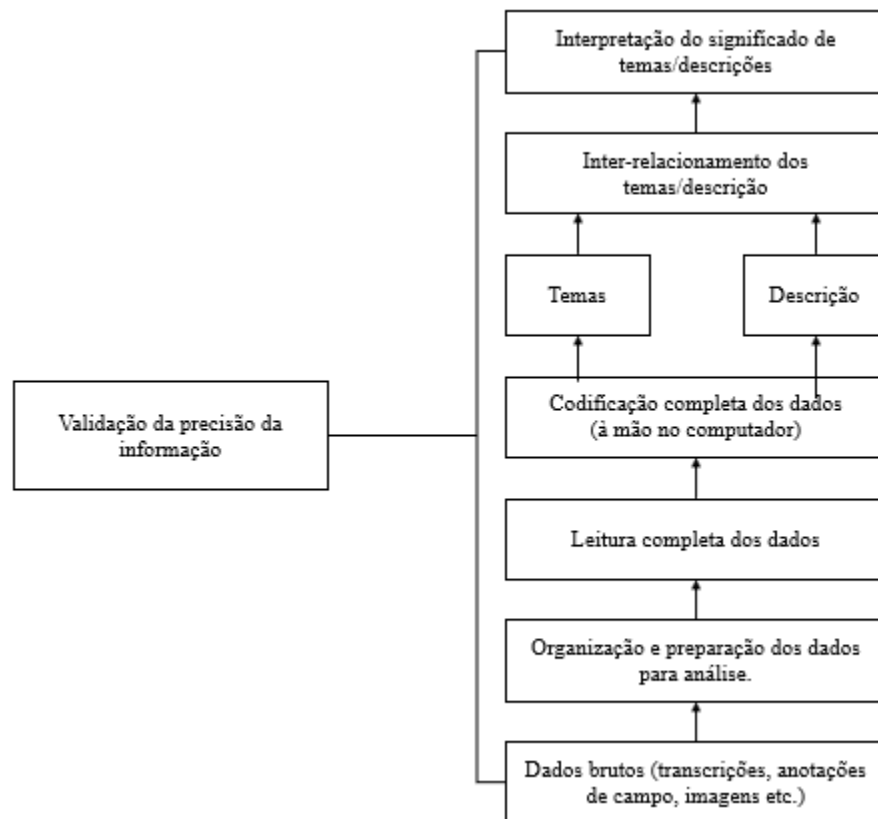 Interpretação do significado de
temas/descrições
Inter-relacionamento dos
temas/descrição
Temas
Descrição
Validação da precisão da
informação
Codificação completa dos dados
(à mão no computador)
Leitura completa dos dados
Organização e preparação dos dados
para análise.
Dados brutos (transcrições, anotações
de campo, imagens etc.)